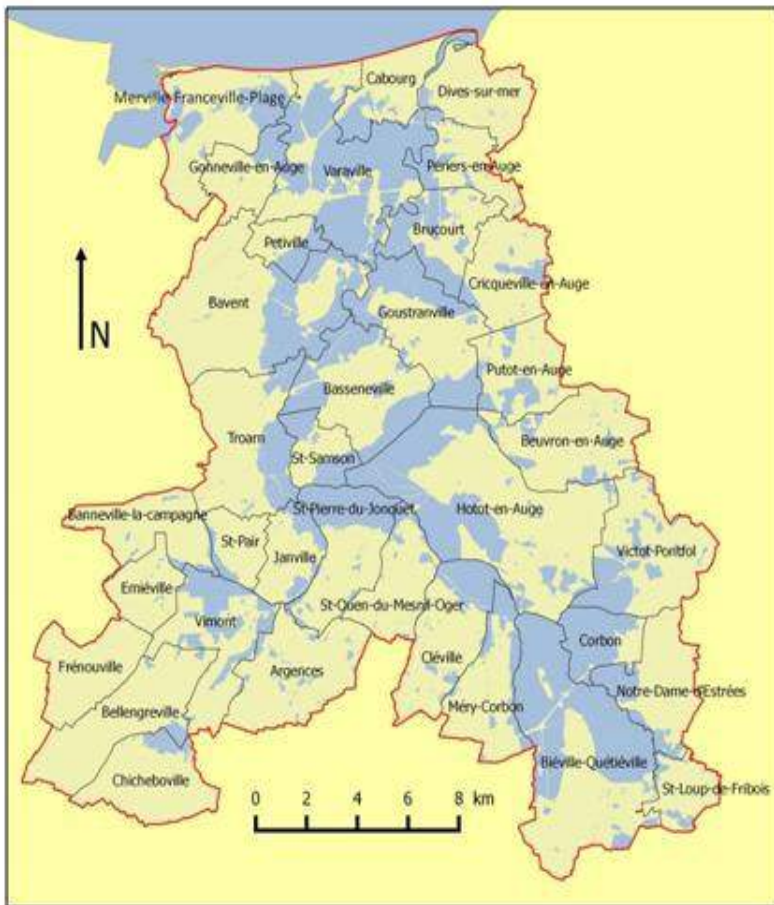 Cabourg
Dives-sur-mer
Merville-Franceville-Plage
Gonneville-en-Auge
Varaville
Periers-en-Auge
Petiville
Brucourt
Cricqueville-en-Auge
Bavent
Goustranville
N
Putot-en-Auge
Basseneville
Troarn
Beuvron-en-Auge
St-Samson
Banneville-la-campagne
St-Pierre-du-Jonquet
Hotot-en-Auge
St-Pair
Janville
Victot-Pontfol
Emiéville
St-Ouen-du-Mesnil-Oger
Vimont
Corbon
Frénouville
Argences
Cléville
Notre-Dame-d'Estrées
Bellengreville
Méry-Corbon
Chicheboville
Biéville-Quétiéville
St-Loup-de-Fribois
0 2 4 6 8 km